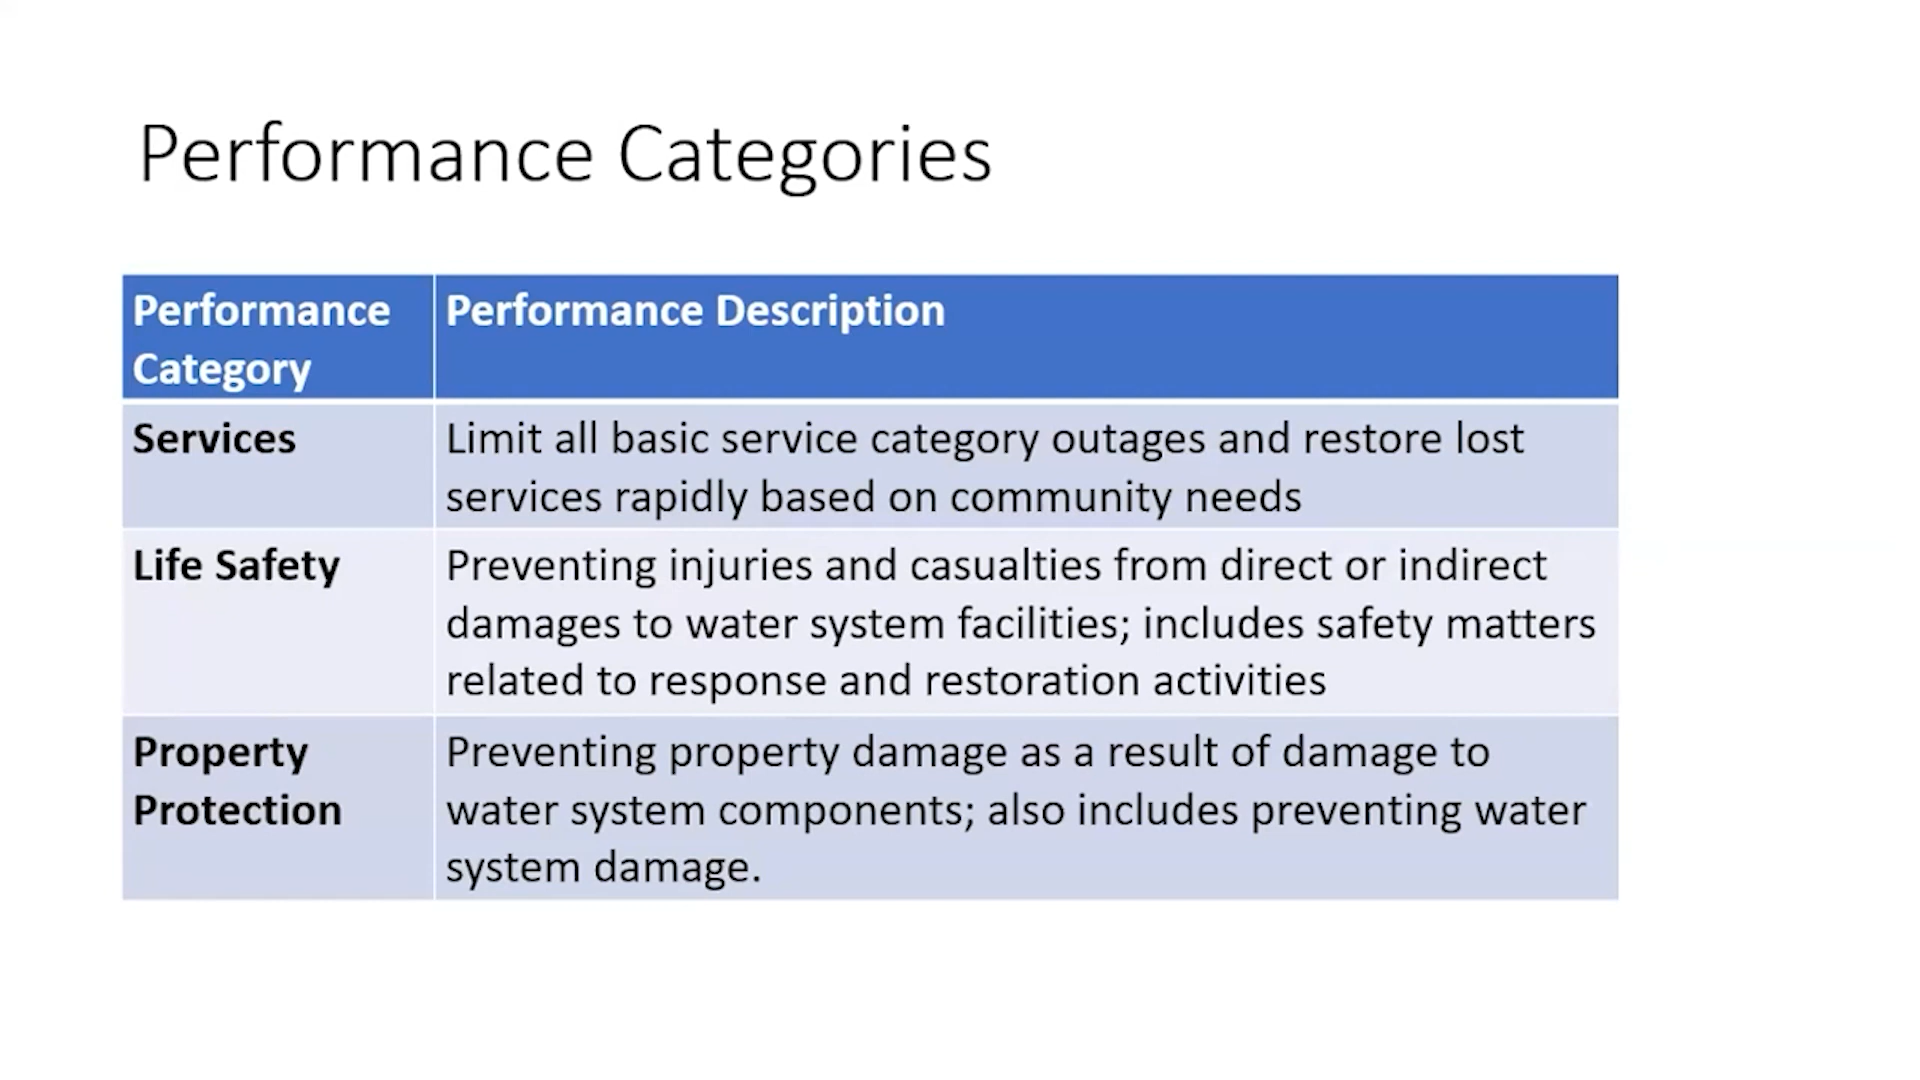 Performance Categories
Performance
Category
Performance Description
Services
Limit all basic service category outages and restore lost
services rapidly based on community needs
Life Safety
Preventing injuries and casualties from direct or indirect
damages to water system facilities; includes safety matters
related to response and restoration activities
Property
Protection
Preventing property damage as a result of damage to
water system components; also includes preventing water
system damage.